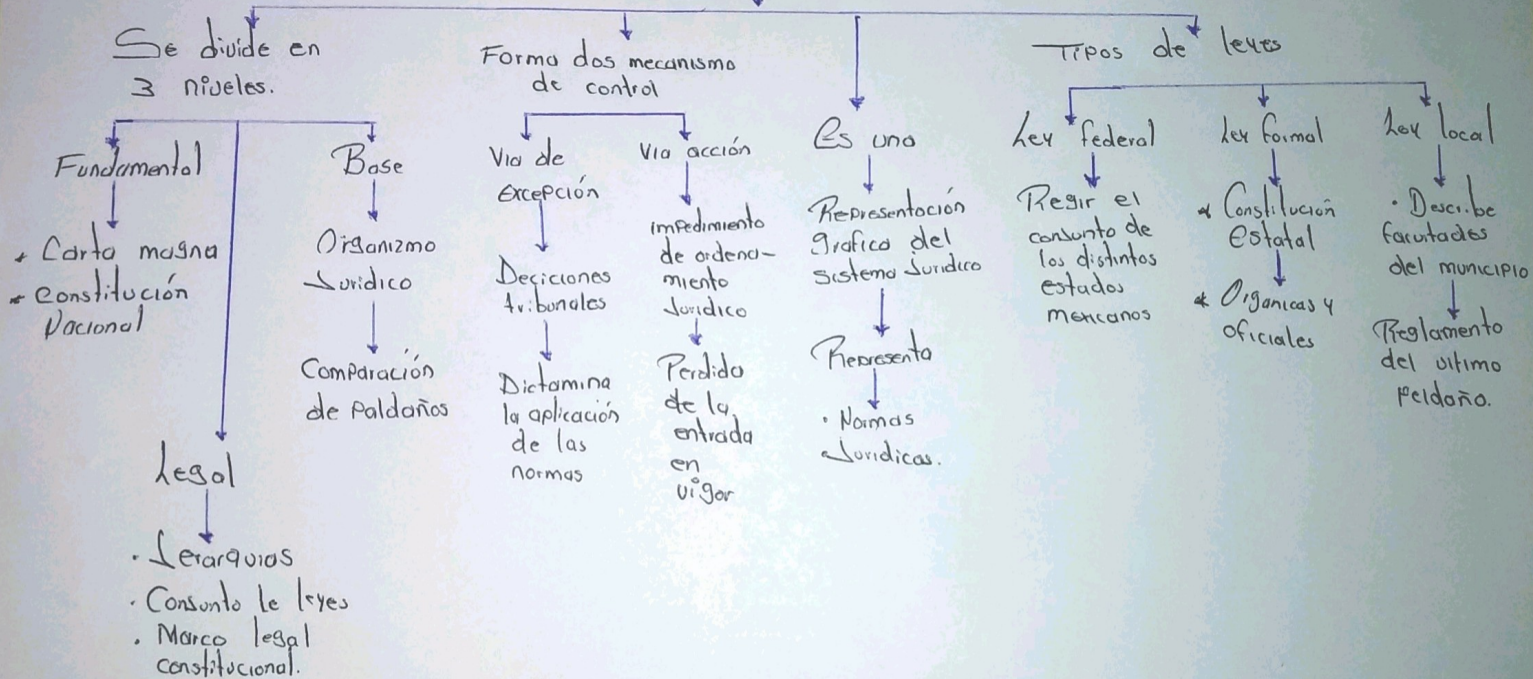 Se divide en
3 niveles.
Fundamental
* Carta magna
* Constitución
Nacional
Legal
· Jerarquias
· Consunto le leyes
· Marco legal
constitucional.
Base
Organizmo
Juridico
Comparación
de Paldaños
Forma dos mecanismo
de control
Via de
Excepción
Deciciones
tribunales
Dictamina
la aplicación
de las
normas
Via acción
impedimiento
de ordena-
miento
Juridico
Perdida
de la
entrada
en
vigor
Es una
Representación
grafica del
sistema Juridico
Representa
· Normas
Juridicas.
Tipos de leyes
Ley federal
Regir el
consunto de
los distintos
estados
mexicanos
Ley formal
* Constitución
estatal
* Organicas y
oficiales
Ley local
· Describe
facultades
del municipio
Reglamento
del ultimo
Peldaño.